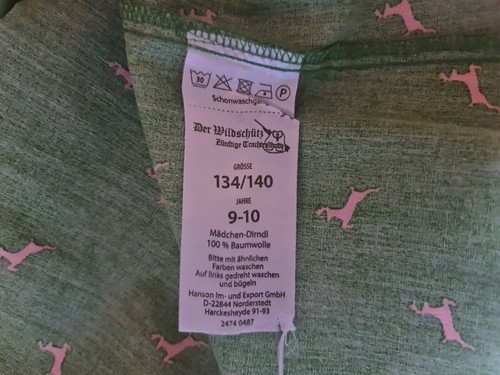 30
P
Schonwaschgang
Der Wildschütz
Zünftige Trachtenmode
GRÖSSE
134/140
JAHRE
9-10
Mädchen-Dirndl
100 % Baumwolle
Bitte mit ähnlichen
Farben waschen
Auf links gedreht waschen
und bügeln
Hanson Im- und Export GmbH
D-22844 Norderstedt
Harckesheyde 91-93
2474 0487